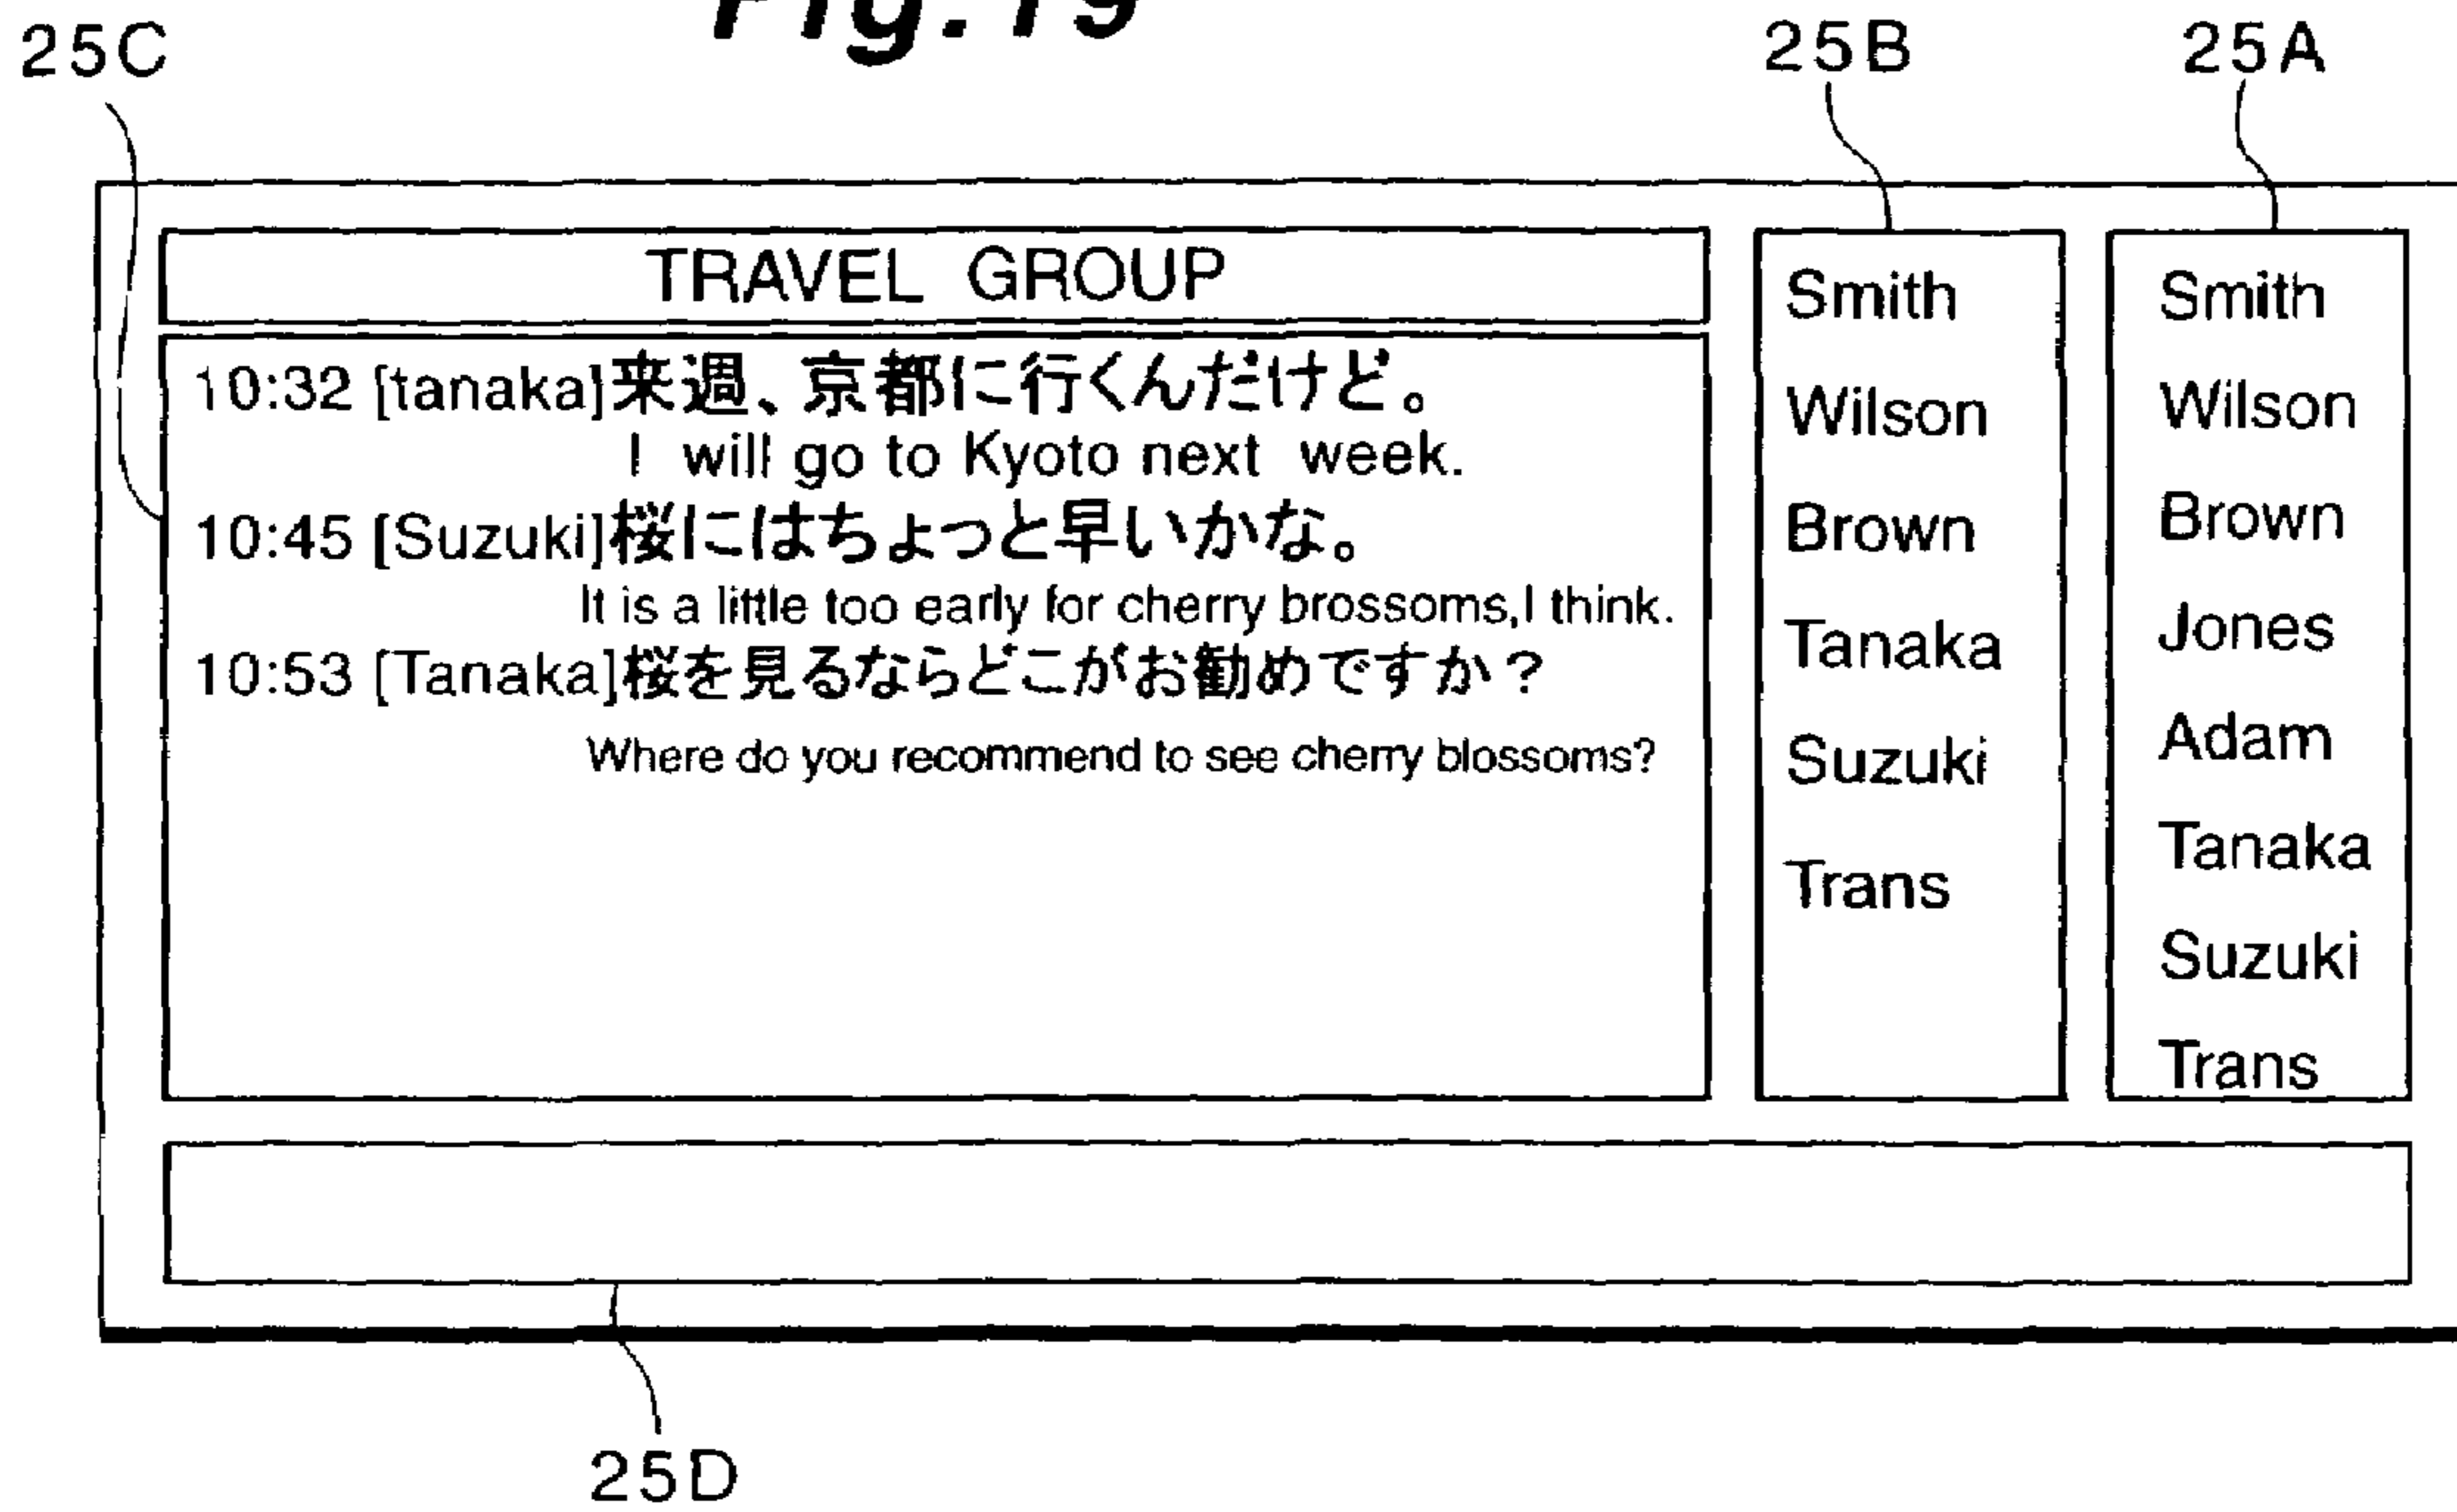 Fig.19
25C
25B
25A
TRAVEL GROUP
10:32 [tanaka]来週、京都に行くんだけど。
I will go to Kyoto next week.
10:45 [Suzuki]桜にはちょっと早いかな。
It is a little too early for cherry brossoms,I think.
10:53 [Tanaka]桜を見るならどこがお勧めですか？
Where do you recommend to see cherry blossoms?
Smith
Wilson
Brown
Tanaka
Suzuki
Trans
Smith
Wilson
Brown
Jones
Adam
Tanaka
Suzuki
Trans
25D